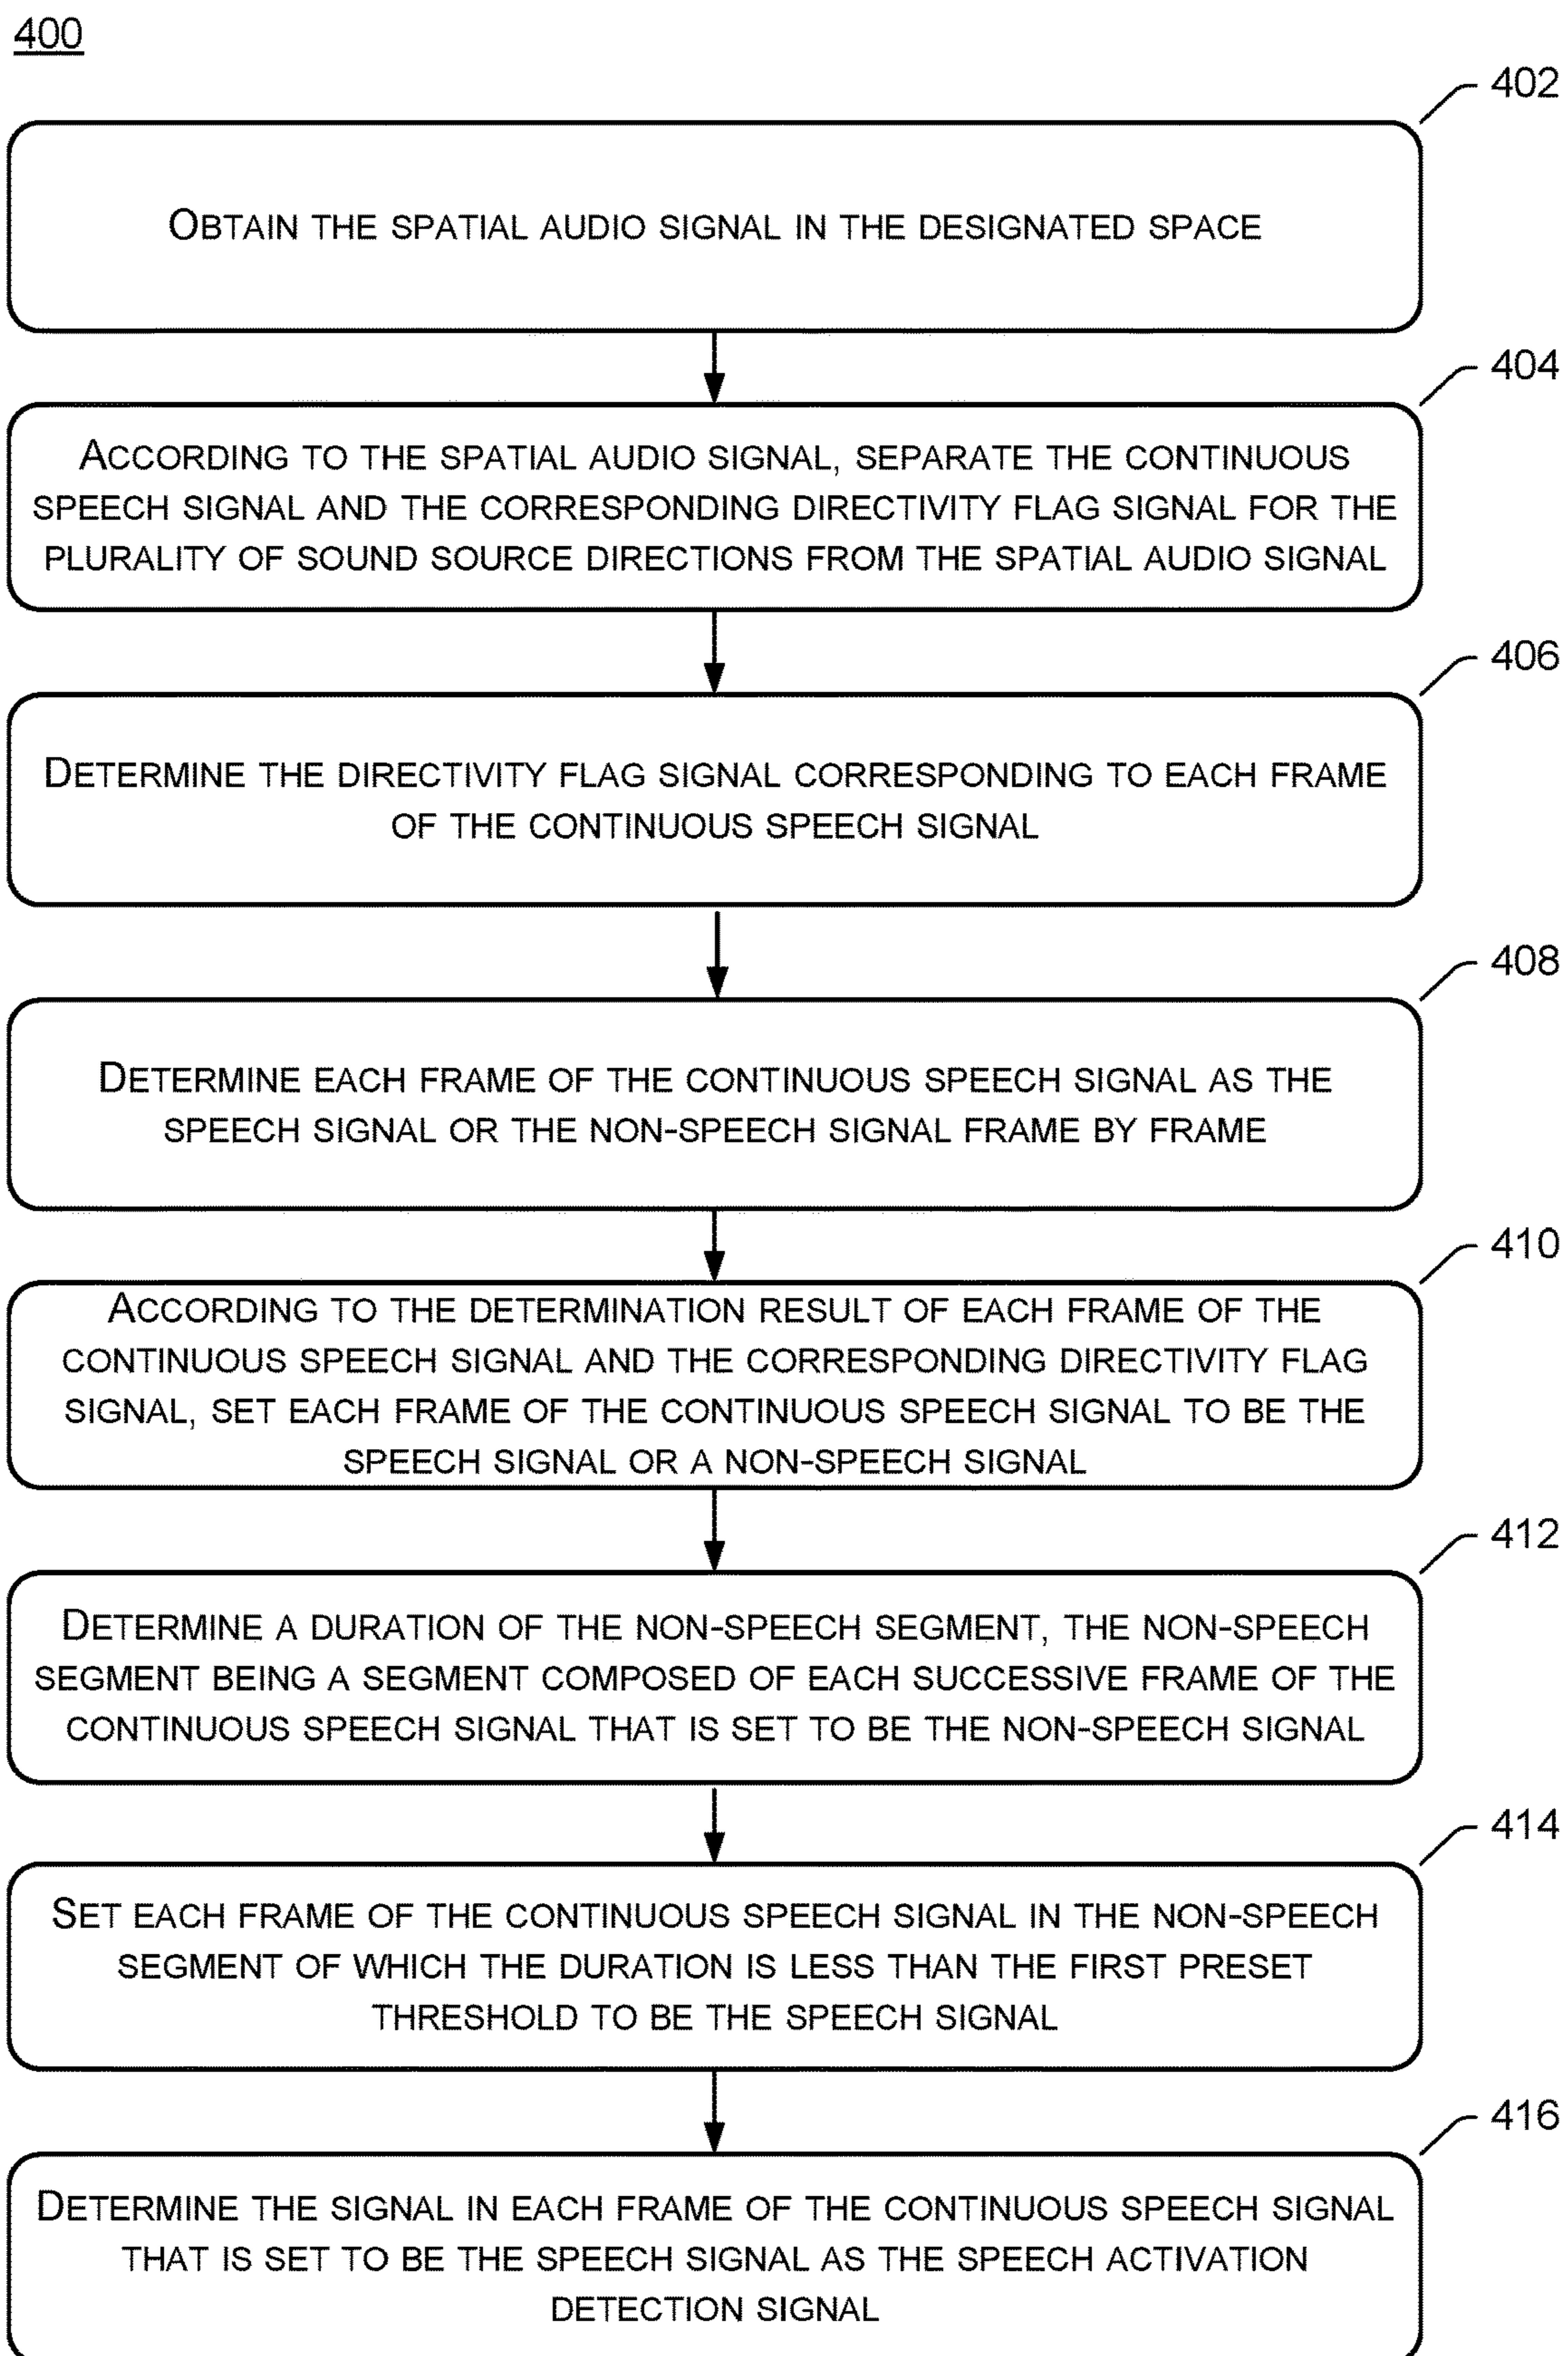 400
402
OBTAIN THE SPATIAL AUDIO SIGNAL IN THE DESIGNATED SPACE
404
ACCORDING TO THE SPATIAL AUDIO SIGNAL, SEPARATE THE CONTINUOUS
SPEECH SIGNAL AND THE CORRESPONDING DIRECTIVITY FLAG SIGNAL FOR THE
PLURALITY OF SOUND SOURCE DIRECTIONS FROM THE SPATIAL AUDIO SIGNAL
406
DETERMINE THE DIRECTIVITY FLAG SIGNAL CORRESPONDING TO EACH FRAME
OF THE CONTINUOUS SPEECH SIGNAL
408
DETERMINE EACH FRAME OF THE CONTINUOUS SPEECH SIGNAL AS THE
SPEECH SIGNAL OR THE NON-SPEECH SIGNAL FRAME BY FRAME
410
ACCORDING TO THE DETERMINATION RESULT OF EACH FRAME OF THE
CONTINUOUS SPEECH SIGNAL AND THE CORRESPONDING DIRECTIVITY FLAG
SIGNAL, SET EACH FRAME OF THE CONTINUOUS SPEECH SIGNAL TO BE THE
SPEECH SIGNAL OR A NON-SPEECH SIGNAL
412
DETERMINE A DURATION OF THE NON-SPEECH SEGMENT, THE NON-SPEECH
SEGMENT BEING A SEGMENT COMPOSED OF EACH SUCCESSIVE FRAME OF THE
CONTINUOUS SPEECH SIGNAL THAT IS SET TO BE THE NON-SPEECH SIGNAL
414
SET EACH FRAME OF THE CONTINUOUS SPEECH SIGNAL IN THE NON-SPEECH
SEGMENT OF WHICH THE DURATION IS LESS THAN THE FIRST PRESET
THRESHOLD TO BE THE SPEECH SIGNAL
416
DETERMINE THE SIGNAL IN EACH FRAME OF THE CONTINUOUS SPEECH SIGNAL
THAT IS SET TO BE THE SPEECH SIGNAL AS THE SPEECH ACTIVATION
DETECTION SIGNAL